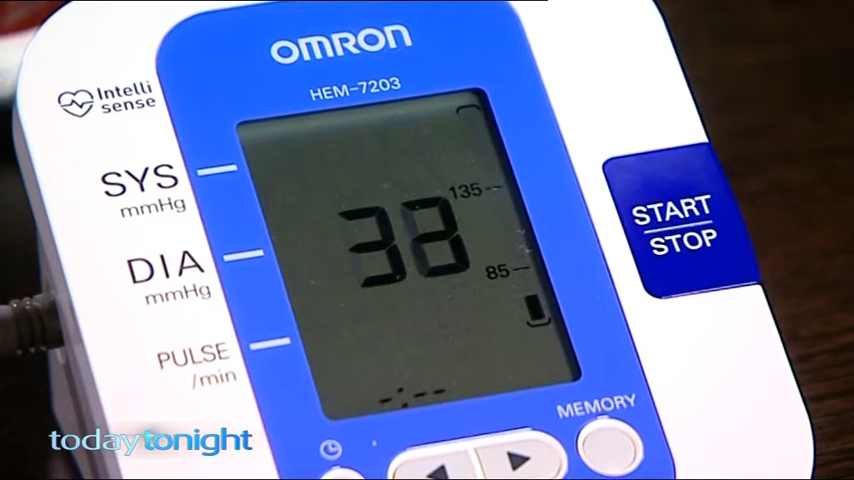 OMRON
HEM-7203
Intelli
sense
SYS
mmHg
135
38
START
STOP
DIA
mmHg
85
PULSE
/min
-:--
MEMORY
todaytonight